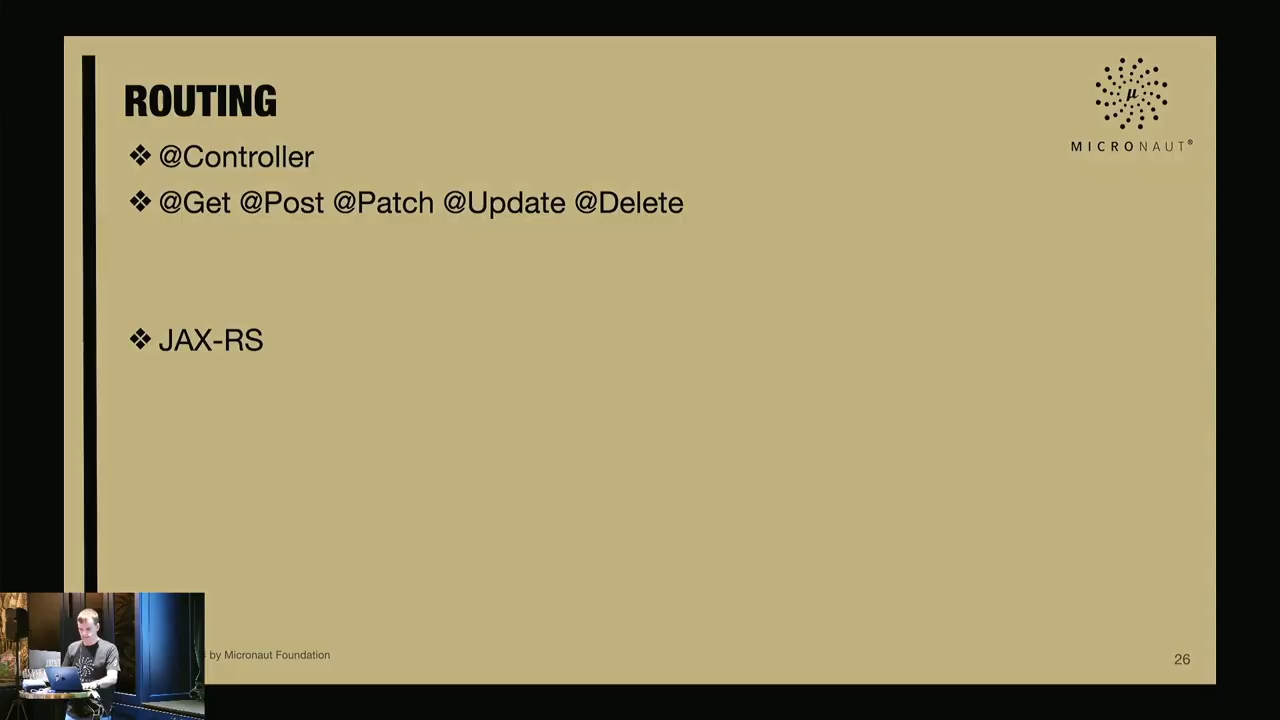 ROUTING
❖ @Controller
❖ @Get @Post @Patch @Update @Delete
❖ JAX-RS
µ
MICRONAUT®
by Micronaut Foundation
26